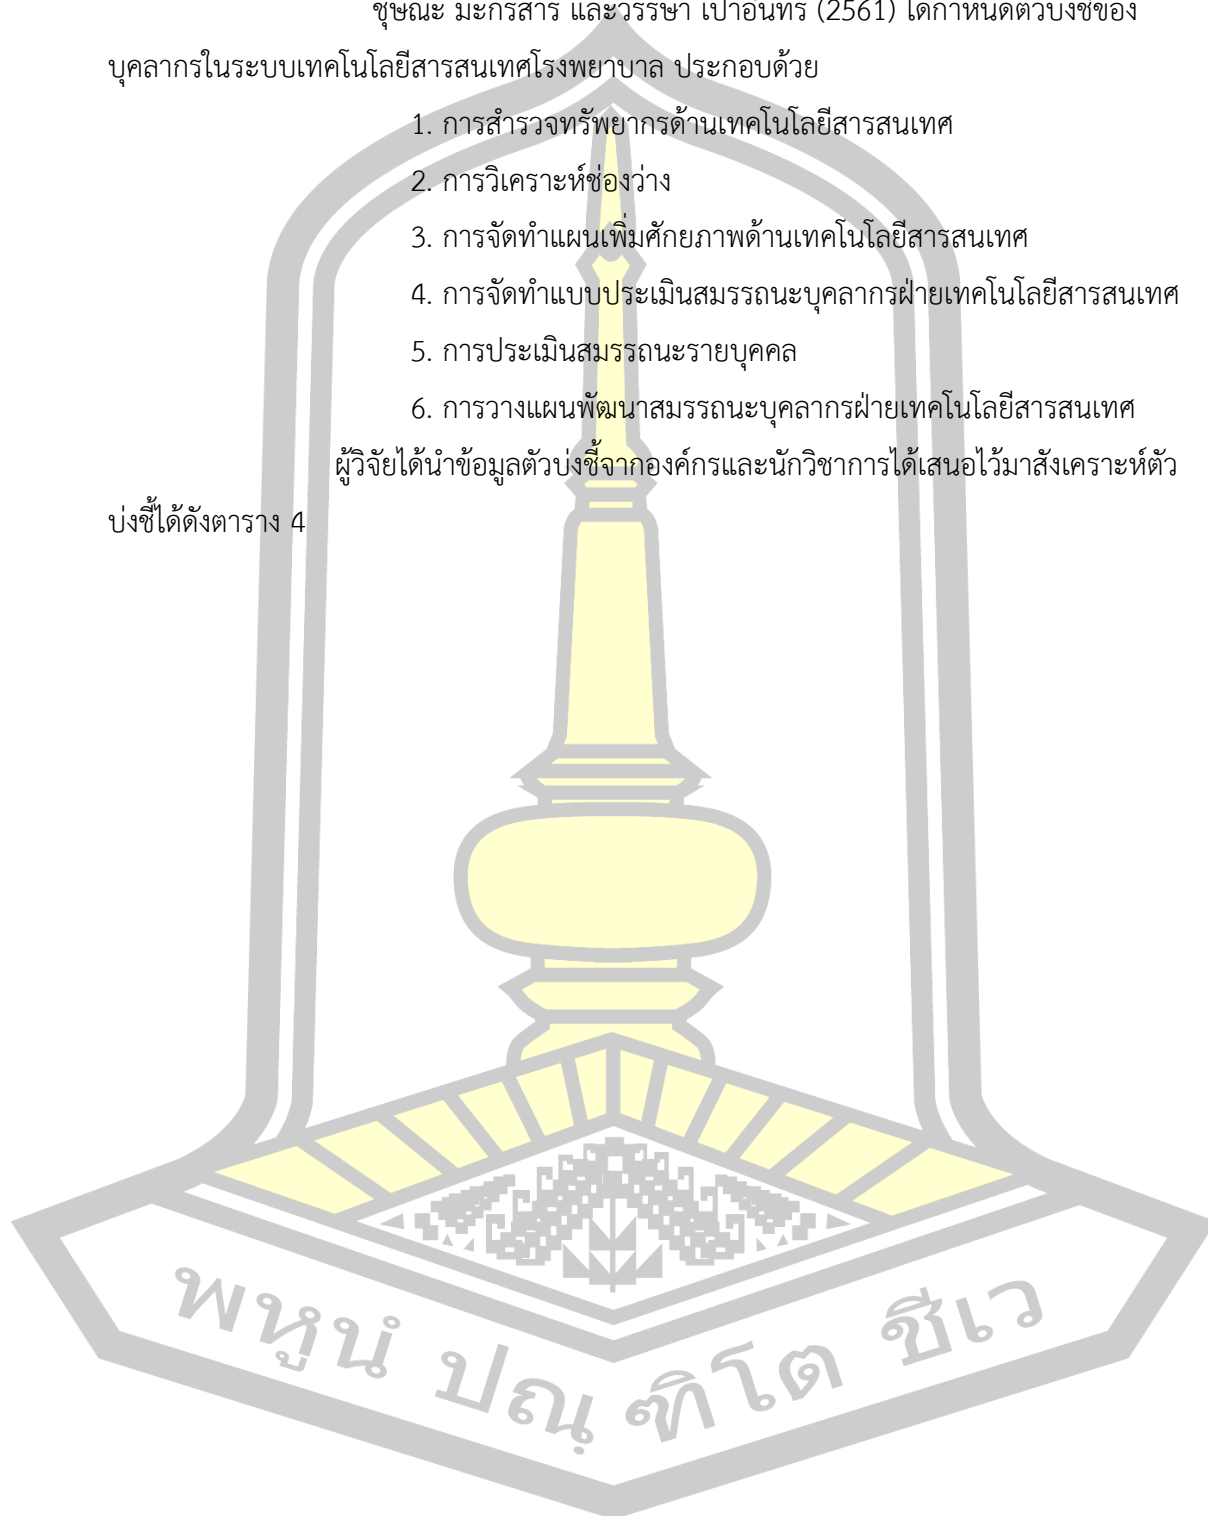 ชุษณะ มะกรสาร และวรรษา เปาอินทร์ (2561) ได้กำหนดตัวบ่งชี้ของ
บุคลากรในระบบเทคโนโลยีสารสนเทศโรงพยาบาล ประกอบด้วย
1. การสำรวจทรัพยากรด้านเทคโนโลยีสารสนเทศ
2. การวิเคราะห์ช่องว่าง
3. การจัดทำแผนเพิ่มศักยภาพด้านเทคโนโลยีสารสนเทศ
4. การจัดทำแบบประเมินสมรรถนะบุคลากรฝ่ายเทคโนโลยีสารสนเทศ
5. การประเมินสมรรถนะรายบุคคล
6. การวางแผนพัฒนาสมรรถนะบุคลากรฝ่ายเทคโนโลยีสารสนเทศ
ผู้วิจัยได้นำข้อมูลตัวบ่งชี้จากองค์กรและนักวิชาการได้เสนอไว้มาสังเคราะห์ตัว
บ่งชี้ได้ดังตาราง 4
พหูนํ ปณฺฑิโต ชีเว